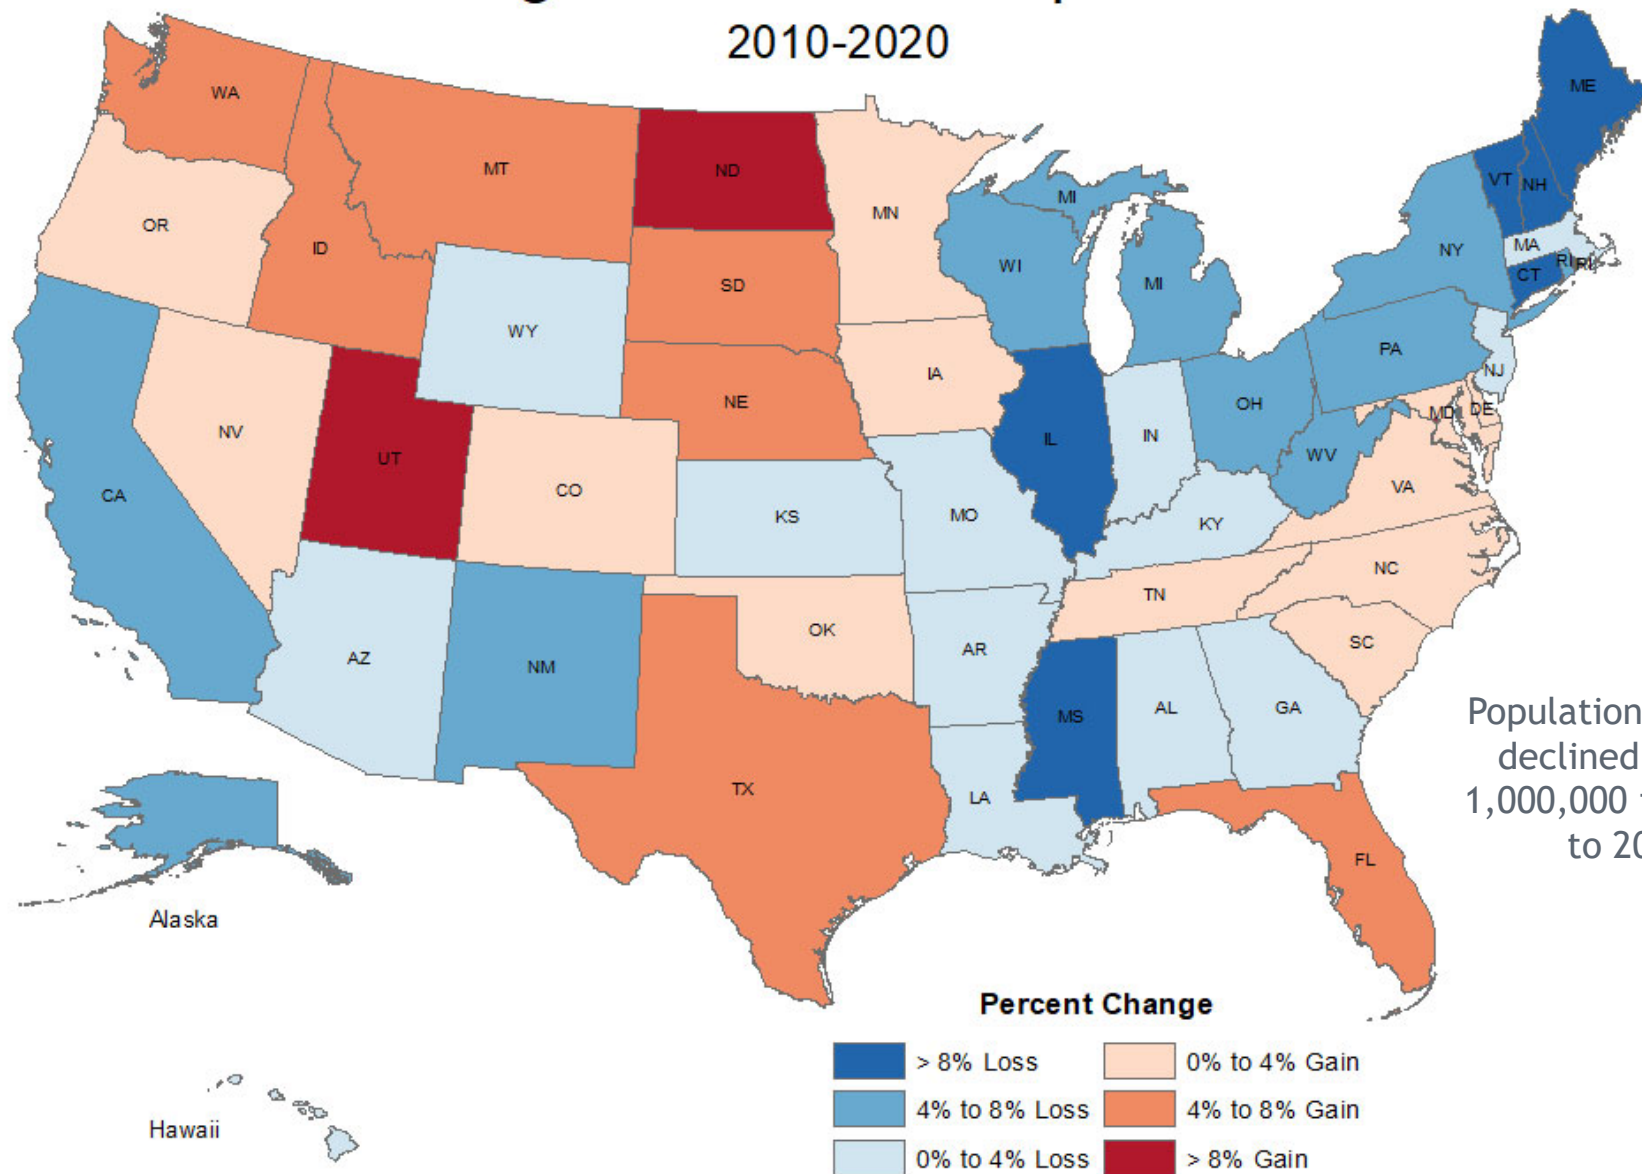 2010-2020
WA
MT
ND
MN
OR
ID
SD
WI
MI
MI
ME
VT
NH
NY
MA
CT
RI
RI
WY
IA
NE
PA
NJ
OH
MD
DE
NV
UT
CO
IL
IN
WV
VA
CA
KS
MO
KY
NC
TN
OK
AR
SC
AZ
NM
MS
AL
GA
TX
LA
FL
Population
declined
1,000,000
to 20
Alaska
Hawaii
Percent Change
> 8% Loss
0% to 4% Gain
4% to 8% Loss
4% to 8% Gain
0% to 4% Loss
> 8% Gain